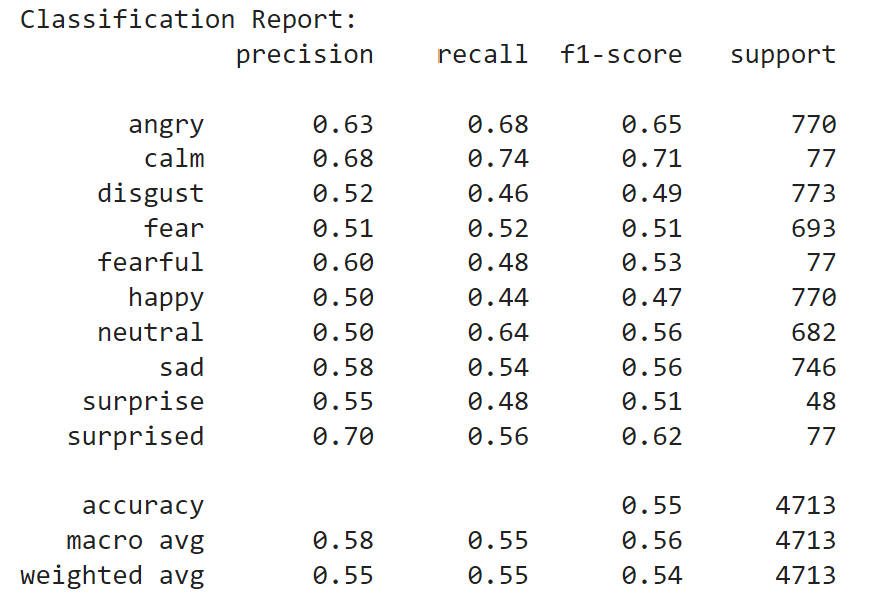 Classification Report:
precision recall f1-score support
angry 0.63 0.68 0.65 770
calm 0.68 0.74 0.71 77
disgust 0.52 0.46 0.49 773
fear 0.51 0.52 0.51 693
fearful 0.60 0.48 0.53 77
happy 0.50 0.44 0.47 770
neutral 0.50 0.64 0.56 682
sad 0.58 0.54 0.56 746
surprise 0.55 0.48 0.51 48
surprised 0.70 0.56 0.62 77
accuracy 0.55 4713
macro avg 0.58 0.55 0.56 4713
weighted avg 0.55 0.55 0.54 4713